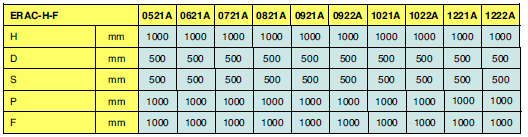 ERAC-H-F 0521A 0621A 0721A 0821A 0921A 0922A 1021A 1022A 1221A 1222A
H mm 1000 1000 1000 1000 1000 1000 1000 1000 1000 1000
D mm 500 500 500 500 500 500 500 500 500 500
S mm 500 500 500 500 500 500 500 500 500 500
P mm 1000 1000 1000 1000 1000 1000 1000 1000 1000 1000
F mm 1000 1000 1000 1000 1000 1000 1000 1000 1000 1000